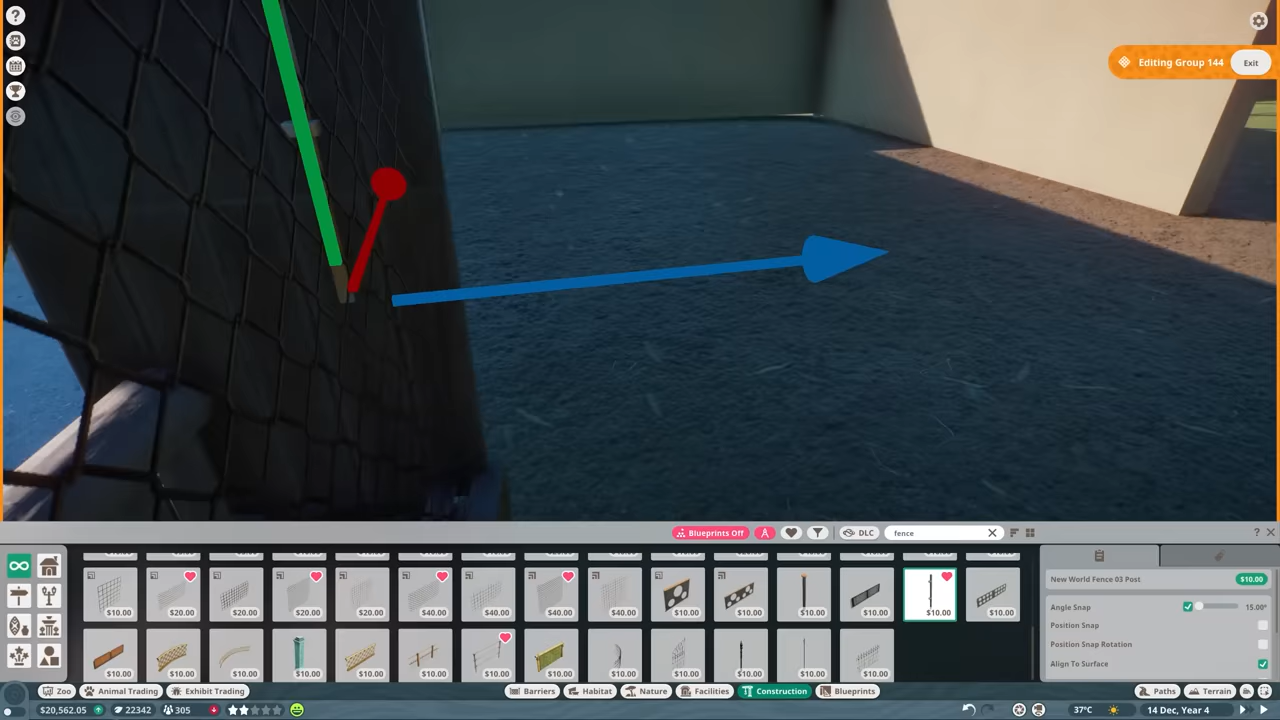 Editing Group 144
Exit
Blueprints Off
DLC
fence
$10.00 $20.00 $20.00 $20.00 $20.00 $40.00 $40.00 $40.00 $40.00 $10.00 $10.00 $10.00 $10.00 $10.00 $10.00
$10.00 $10.00 $10.00 $10.00 $10.00 $10.00 $10.00 $10.00 $10.00 $10.00 $10.00 $10.00 $10.00
New World Fence 03 Post
$10.00
Angle Snap
15.00°
Position Snap
Position Snap Rotation
Align To Surface
Zoo
Animal Trading
Exhibit Trading
Barriers
Habitat
Nature
Facilities
Construction
Blueprints
Paths
Terrain
$20,562.05
22342
305
37°C
14 Dec, Year 4